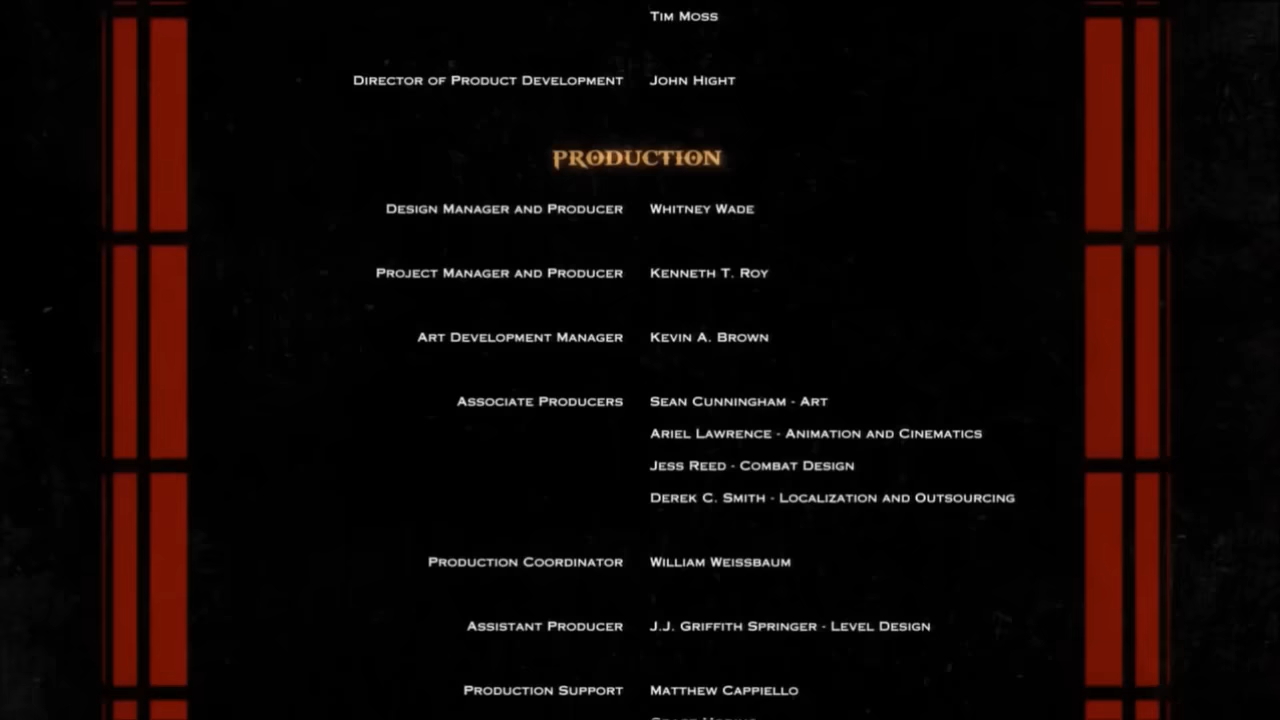 Tim Moss
Director of Product Development John Hight
PRODUCTION
Design Manager and Producer Whitney Wade
Project Manager and Producer Kenneth T. Roy
Art Development Manager Kevin A. Brown
Associate Producers Sean Cunningham - Art
Ariel Lawrence - Animation and Cinematics
Jess Reed - Combat Design
Derek C. Smith - Localization and Outsourcing
Production Coordinator William Weissbaum
Assistant Producer J.J. Griffith Springer - Level Design
Production Support Matthew Cappiello